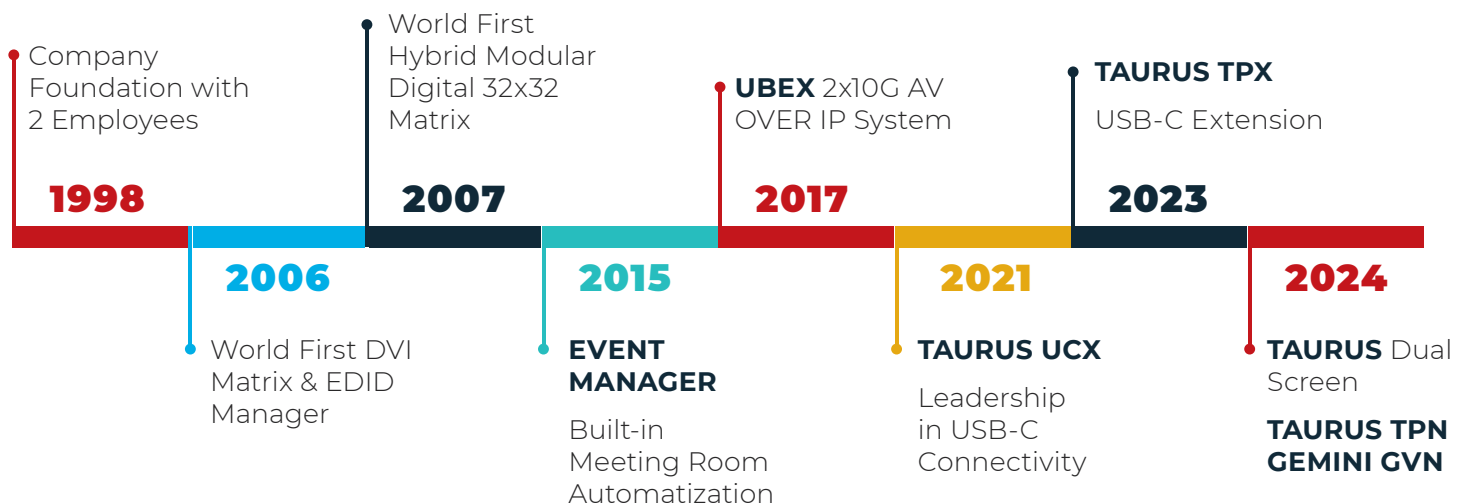 Company
Foundation with
2 Employees
1998
2006
World First DVI
Matrix & EDID
Manager
World First
Hybrid Modular
Digital 32x32
Matrix
2007
2015
EVENT
MANAGER
Built-in
Meeting Room
Automatization
UBEX 2x10G AV
OVER IP System
2017
2021
TAURUS UCX
Leadership
in USB-C
Connectivity
TAURUS TPX
USB-C Extension
2023
2024
TAURUS Dual
Screen
TAURUS TPN
GEMINI GVN